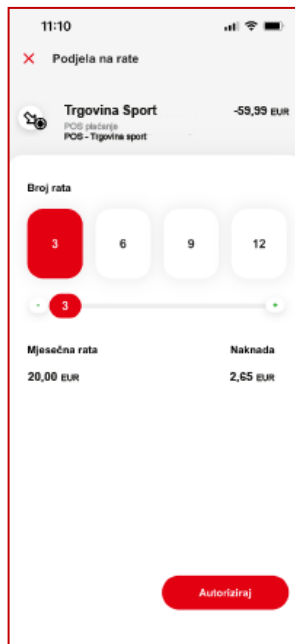 11:10
Podjela na rate
Trgovina Sport -59,99 EUR
POS plaćanje
POS - Trgovina sport
Broj rata
3 6 9 12
- 3 +
Mjesečna rata Naknada
20,00 EUR 2,65 EUR
Autoriziraj